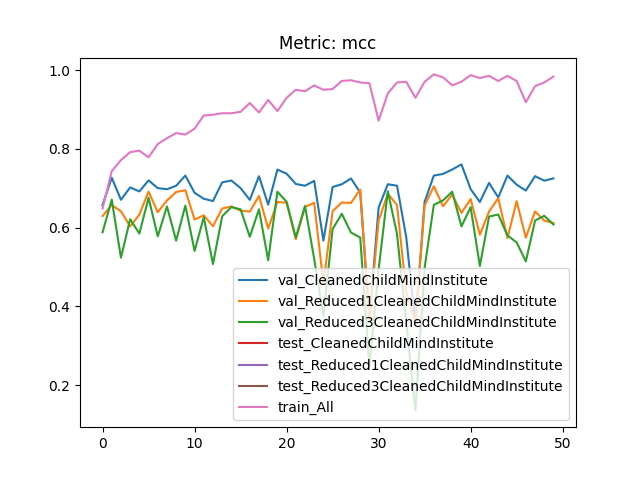 Metric: mcc
1.0
0.8
0.6
0.4
0.2
val_CleanedChildMindInstitute
val_Reduced1CleanedChildMindInstitute
val_Reduced3CleanedChildMindInstitute
test_CleanedChildMindInstitute
test_Reduced1CleanedChildMindInstitute
test_Reduced3CleanedChildMindInstitute
train_All
0 10 20 30 40 50